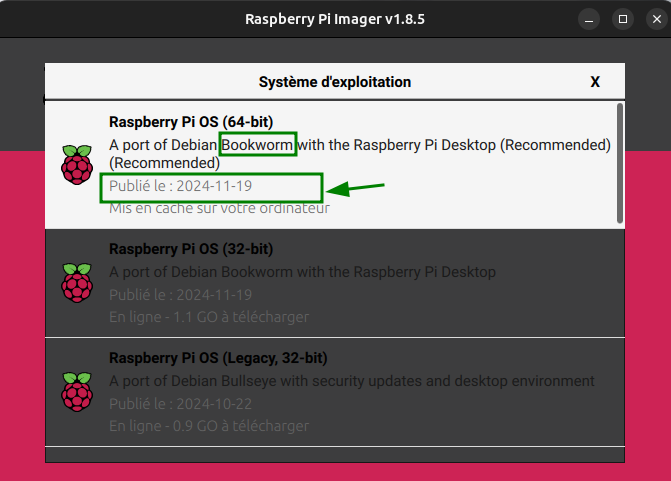 Raspberry Pi Imager v1.8.5
Système d'exploitation
X
Raspberry Pi OS (64-bit)
A port of Debian Bookworm with the Raspberry Pi Desktop (Recommended)
(Recommended)
Publié le : 2024-11-19
Mis en cache sur votre ordinateur
Raspberry Pi OS (32-bit)
A port of Debian Bookworm with the Raspberry Pi Desktop
Publié le : 2024-11-19
En ligne - 1.1 GO à télécharger
Raspberry Pi OS (Legacy, 32-bit)
A port of Debian Bullseye with security updates and desktop environment
Publié le : 2024-10-22
En ligne - 0.9 GO à télécharger